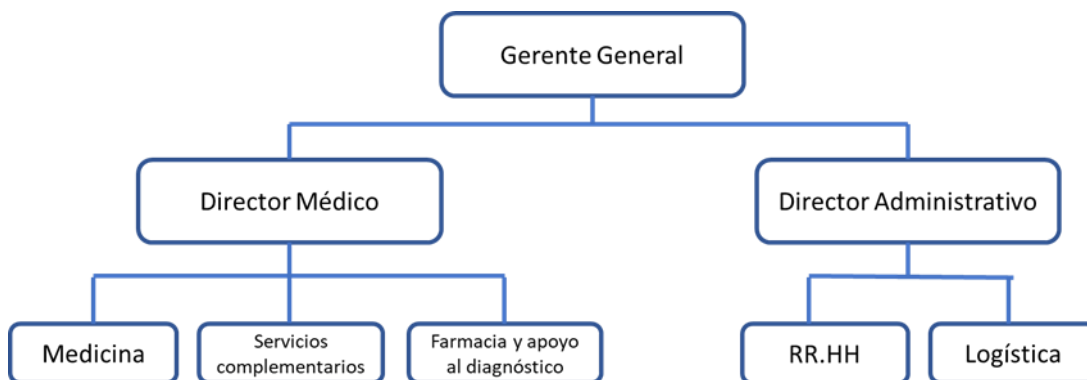 Gerente General
Director Médico
Director Administrativo
Medicina
Servicios
complementarios
Farmacia y apoyo
al diagnóstico
RR.HH
Logística